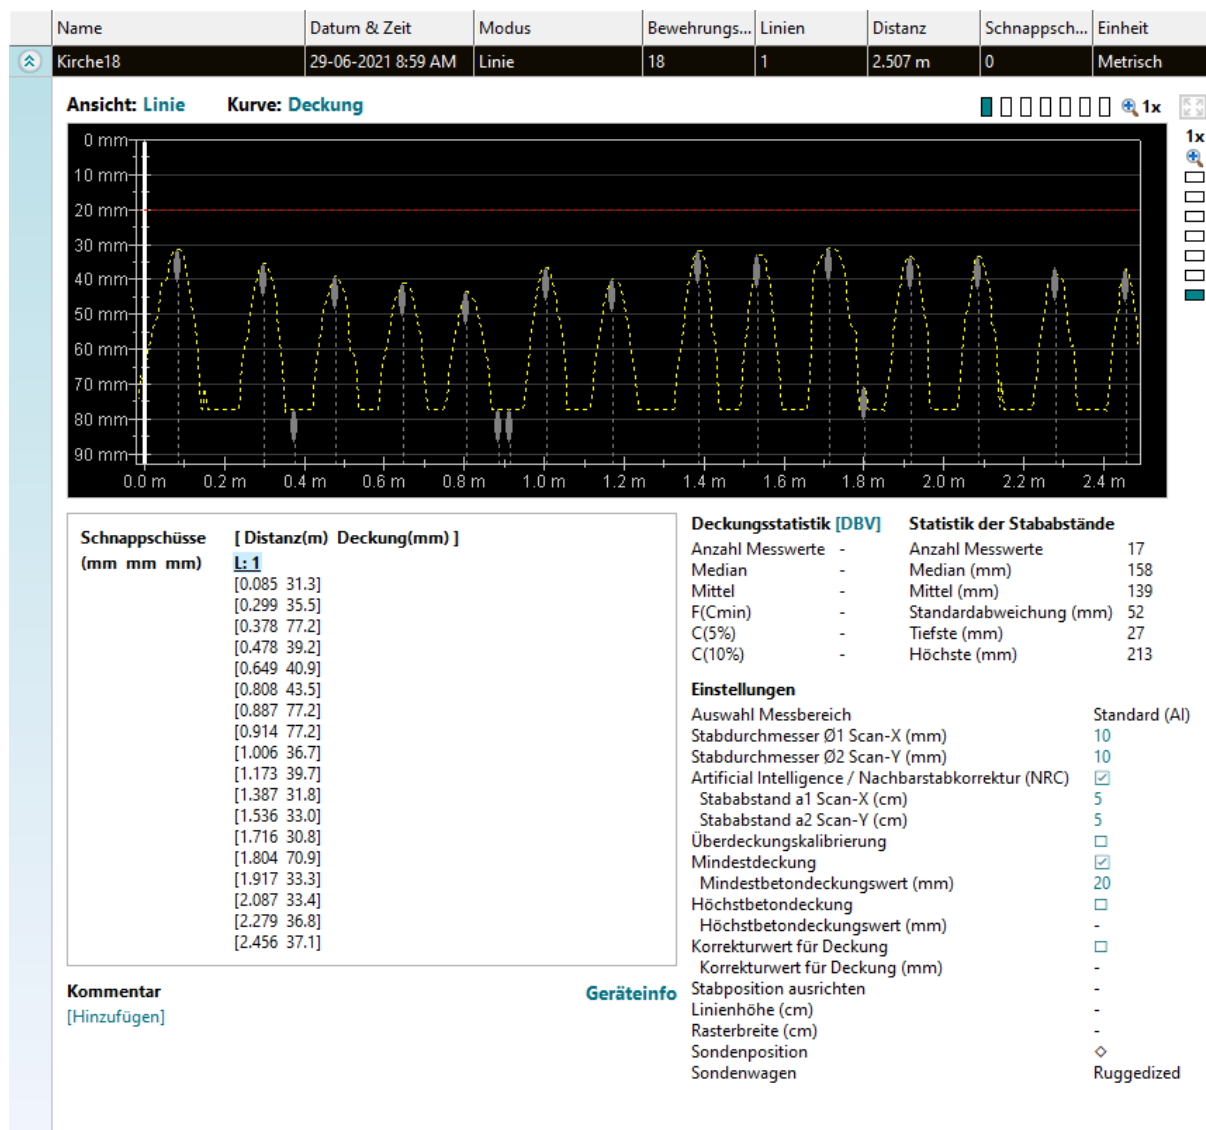 Name Datum & Zeit Modus Bewehrungs... Linien Distanz Schnappsch... Einheit
Kirche18 29-06-2021 8:59 AM Linie 18 1 2.507 m 0 Metrisch
Ansicht: Linie Kurve: Deckung 1x
1x
0 mm
10 mm
20 mm
30 mm
40 mm
50 mm
60 mm
70 mm
80 mm
90 mm
0.0 m 0.2 m 0.4 m 0.6 m 0.8 m 1.0 m 1.2 m 1.4 m 1.6 m 1.8 m 2.0 m 2.2 m 2.4 m
Schnappschüsse [ Distanz(m) Deckung(mm) ]
(mm mm mm) L: 1
[0.085 31.3]
[0.299 35.5]
[0.378 77.2]
[0.478 39.2]
[0.649 40.9]
[0.808 43.5]
[0.887 77.2]
[0.914 77.2]
[1.006 36.7]
[1.173 39.7]
[1.387 31.8]
[1.536 33.0]
[1.716 30.8]
[1.804 70.9]
[1.917 33.3]
[2.087 33.4]
[2.279 36.8]
[2.456 37.1]
Kommentar Geräteinfo
[Hinzufügen]
Deckungsstatistik [DBV] Statistik der Stababstände
Anzahl Messwerte - Anzahl Messwerte 17
Median - Median (mm) 158
Mittel - Mittel (mm) 139
F(Cmin) - Standardabweichung (mm) 52
C(5%) - Tiefste (mm) 27
C(10%) - Höchste (mm) 213
Einstellungen
Auswahl Messbereich Standard (AI)
Stabdurchmesser Ø1 Scan-X (mm) 10
Stabdurchmesser Ø2 Scan-Y (mm) 10
Artificial Intelligence / Nachbarstabkorrektur (NRC)
Stababstand a1 Scan-X (cm) 5
Stababstand a2 Scan-Y (cm) 5
Überdeckungskalibrierung
Mindestdeckung
Mindestbetondeckungswert (mm) 20
Höchstbetondeckung
Höchstbetondeckungswert (mm) -
Korrekturwert für Deckung
Korrekturwert für Deckung (mm) -
Stabposition ausrichten -
Linienhöhe (cm) -
Rasterbreite (cm) -
Sondenposition
Sondenwagen Ruggedized